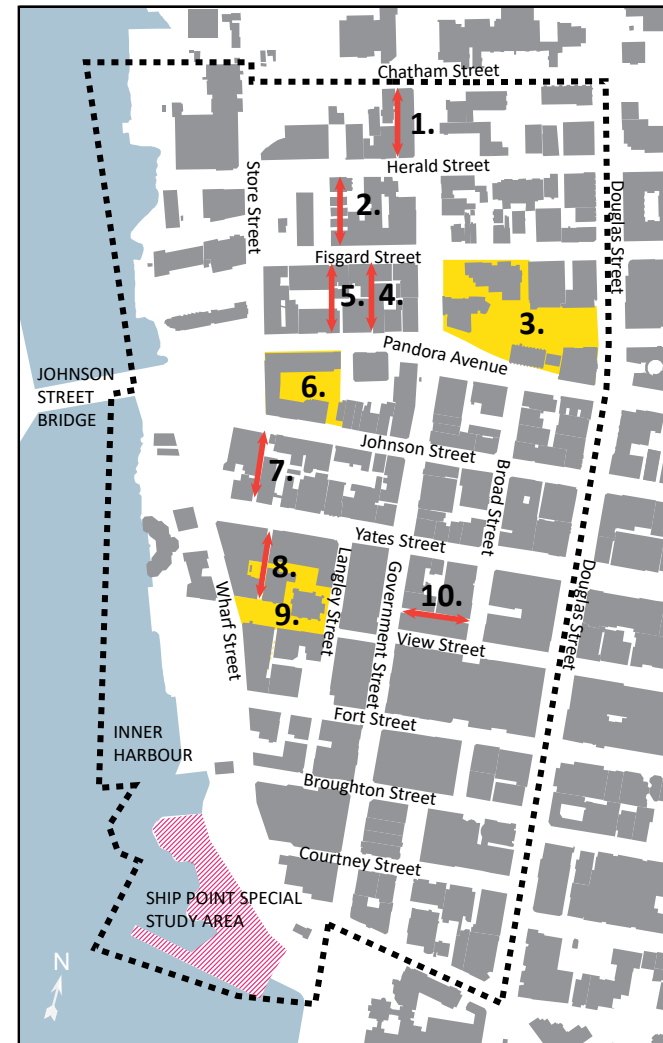 Chatham Street
1.
Herald Street
Store Street
2.
Douglas Street
Fisgard Street
5.
4.
3.
Pandora Avenue
JOHNSON
STREET
BRIDGE
6.
Johnson Street
7.
Broad Street
Yates Street
8.
Langley Street
Government Street
Douglas Street
10.
9.
Wharf Street
View Street
Fort Street
INNER
HARBOUR
Broughton Street
Courtney Street
SHIP POINT SPECIAL
STUDY AREA
N